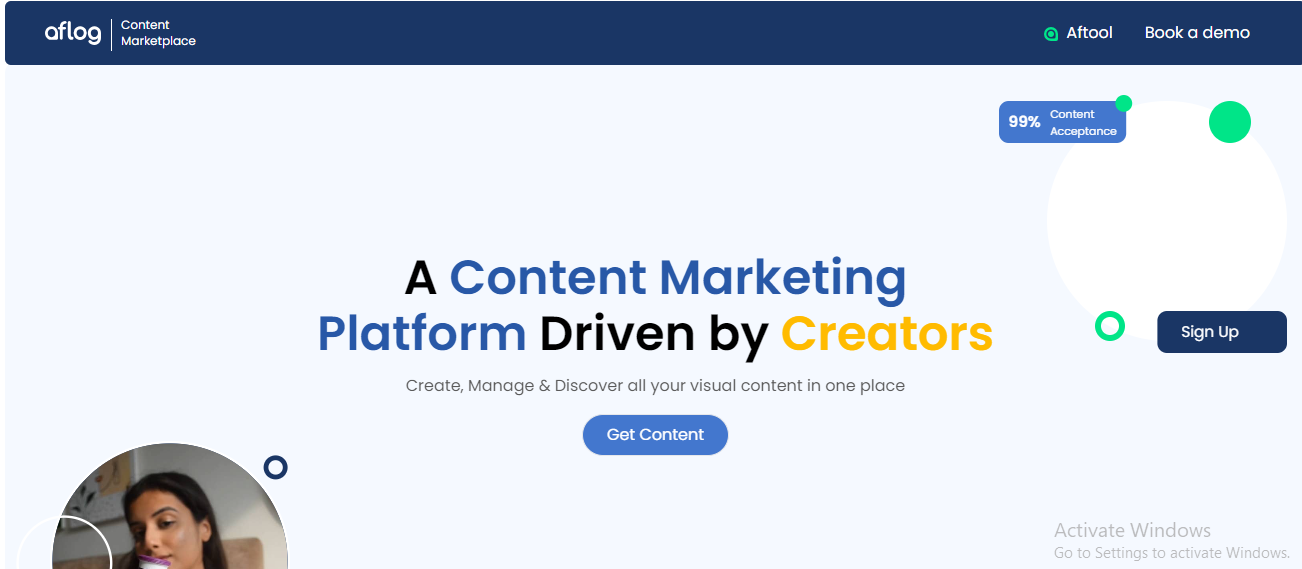 aflog
Content
Marketplace
Aftool
Book a demo
99%
Content
Acceptance
A Content Marketing
Platform Driven by Creators
Create, Manage & Discover all your visual content in one place
Get Content
Sign Up
Activate Windows
Go to Settings to activate Windows.